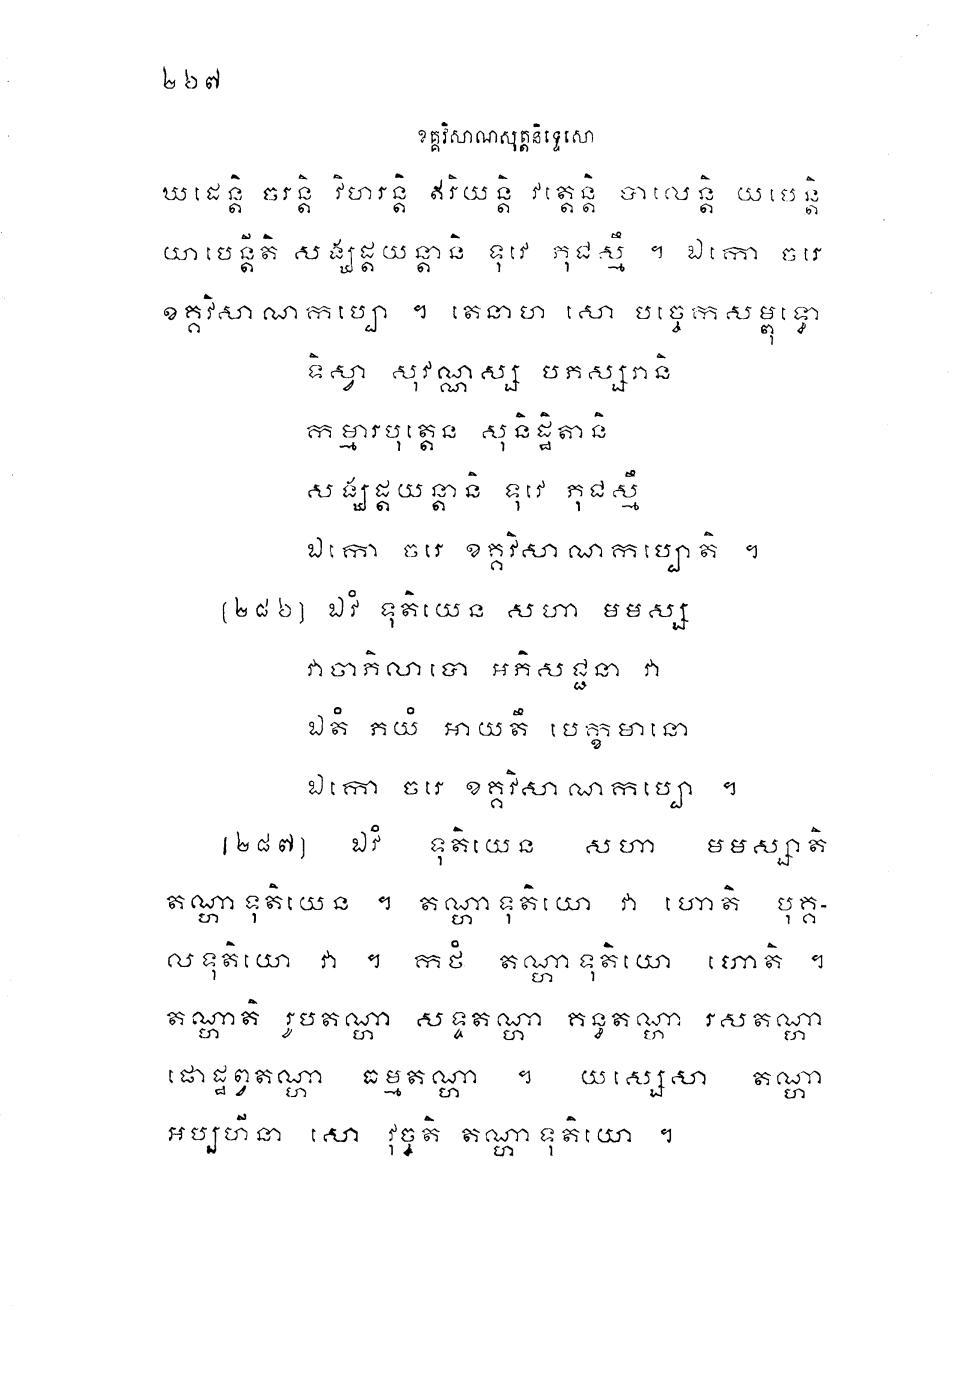 ២៦៧
ខគ្គវិសាណសុត្តនិទ្ទេសោ
ឃដេន្តិ ចរន្តិ វិហរន្តិ ឥរិយន្តិ វត្តេន្តិ បាលេន្តិ យបេន្តិ
យាបេន្តីតិ សង្ឃដ្តយន្តានិ ទុវេ ភុជស្មឹ ។ ឯកោ ចរេ
ខគ្គវិសាណកប្បោ ។ តេនាហ សោ បច្ចេកសម្ពុទ្ធោ
ទិស្វា សុវណ្ណស្ស បភស្សរានិ
កម្មារបុត្តេន សុនិដ្ឋិតានិ
សង្ឃដ្តយន្តានិ ទុវេ ភុជស្មឹ
ឯកោ ចរេ ខគ្គវិសាណកប្បោតិ ។
(២៨៦) ឯវំ ទុតិយេន សហា មមស្ស
វាចាភិលាបោ អភិសជ្ជនា វា
ឯតំ ភយំ អាយតឹ បេក្ខមានោ
ឯកោ ចរេ ខគ្គវិសាណកប្បោ ។
(២៨៧) ឯវំ ទុតិយេន សហា មមស្សាតិ
តណ្ហាទុតិយេន ។ តណ្ហាទុតិយោ វា ហោតិ បុគ្គ-
លទុតិយោ វា ។ កថំ តណ្ហាទុតិយោ ហោតិ ។
តណ្ហាតិ រូបតណ្ហា សទ្ទតណ្ហា គន្ធតណ្ហា រសតណ្ហា
ផោដ្ឋព្វតណ្ហា ធម្មតណ្ហា ។ យស្សេសា តណ្ហា
អប្បហីនា សោ វុច្ចតិ តណ្ហាទុតិយោ ។